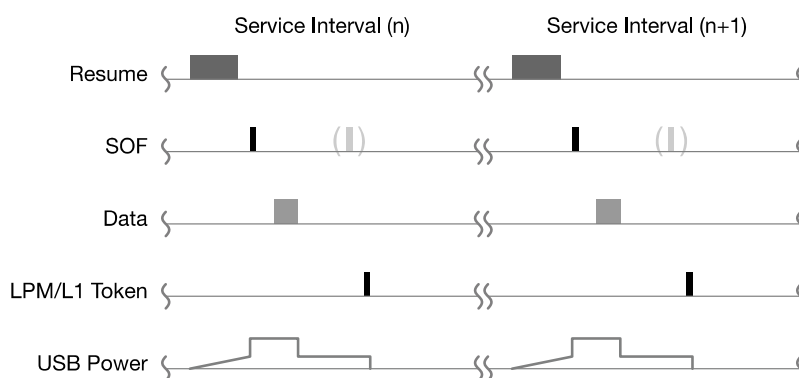 Service Interval (n)
Service Interval (n+1)
Resume
SOF
( )
( )
Data
LPM/L1 Token
USB Power